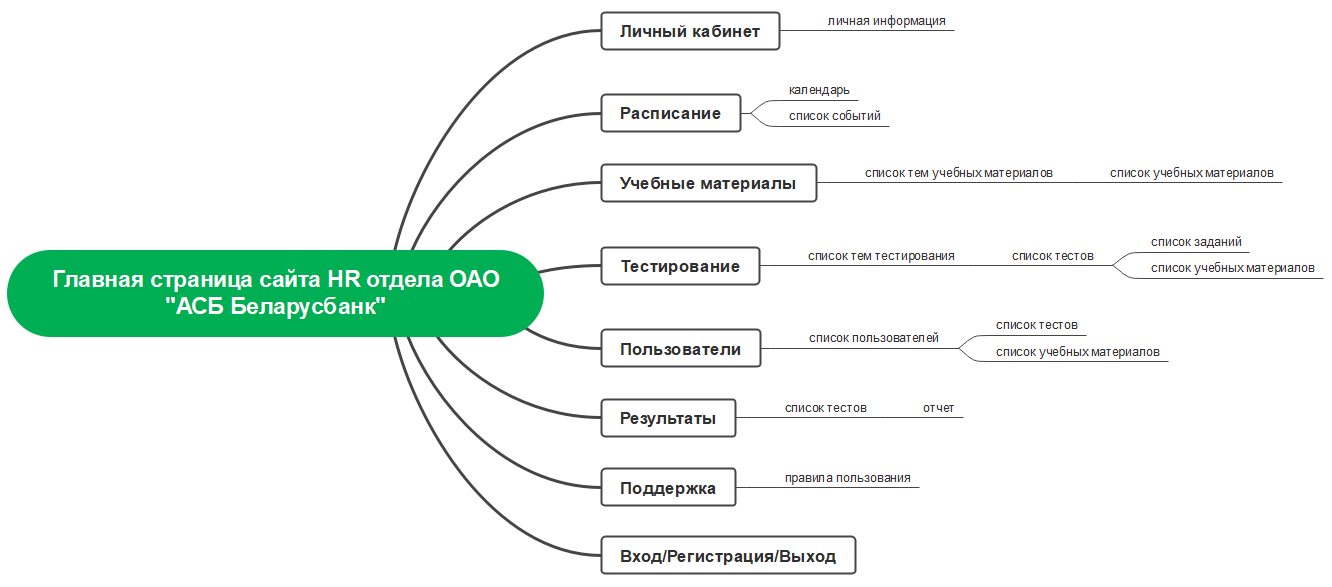 Главная страница сайта HR отдела ОАО
"АСБ Беларусбанк"
Личный кабинет
личная информация
Расписание
календарь
список событий
Учебные материалы
список тем учебных материалов
список учебных материалов
Тестирование
список тем тестирования
список тестов
список заданий
список учебных материалов
Пользователи
список пользователей
список тестов
список учебных материалов
Результаты
список тестов
отчет
Поддержка
правила пользования
Вход/Регистрация/Выход